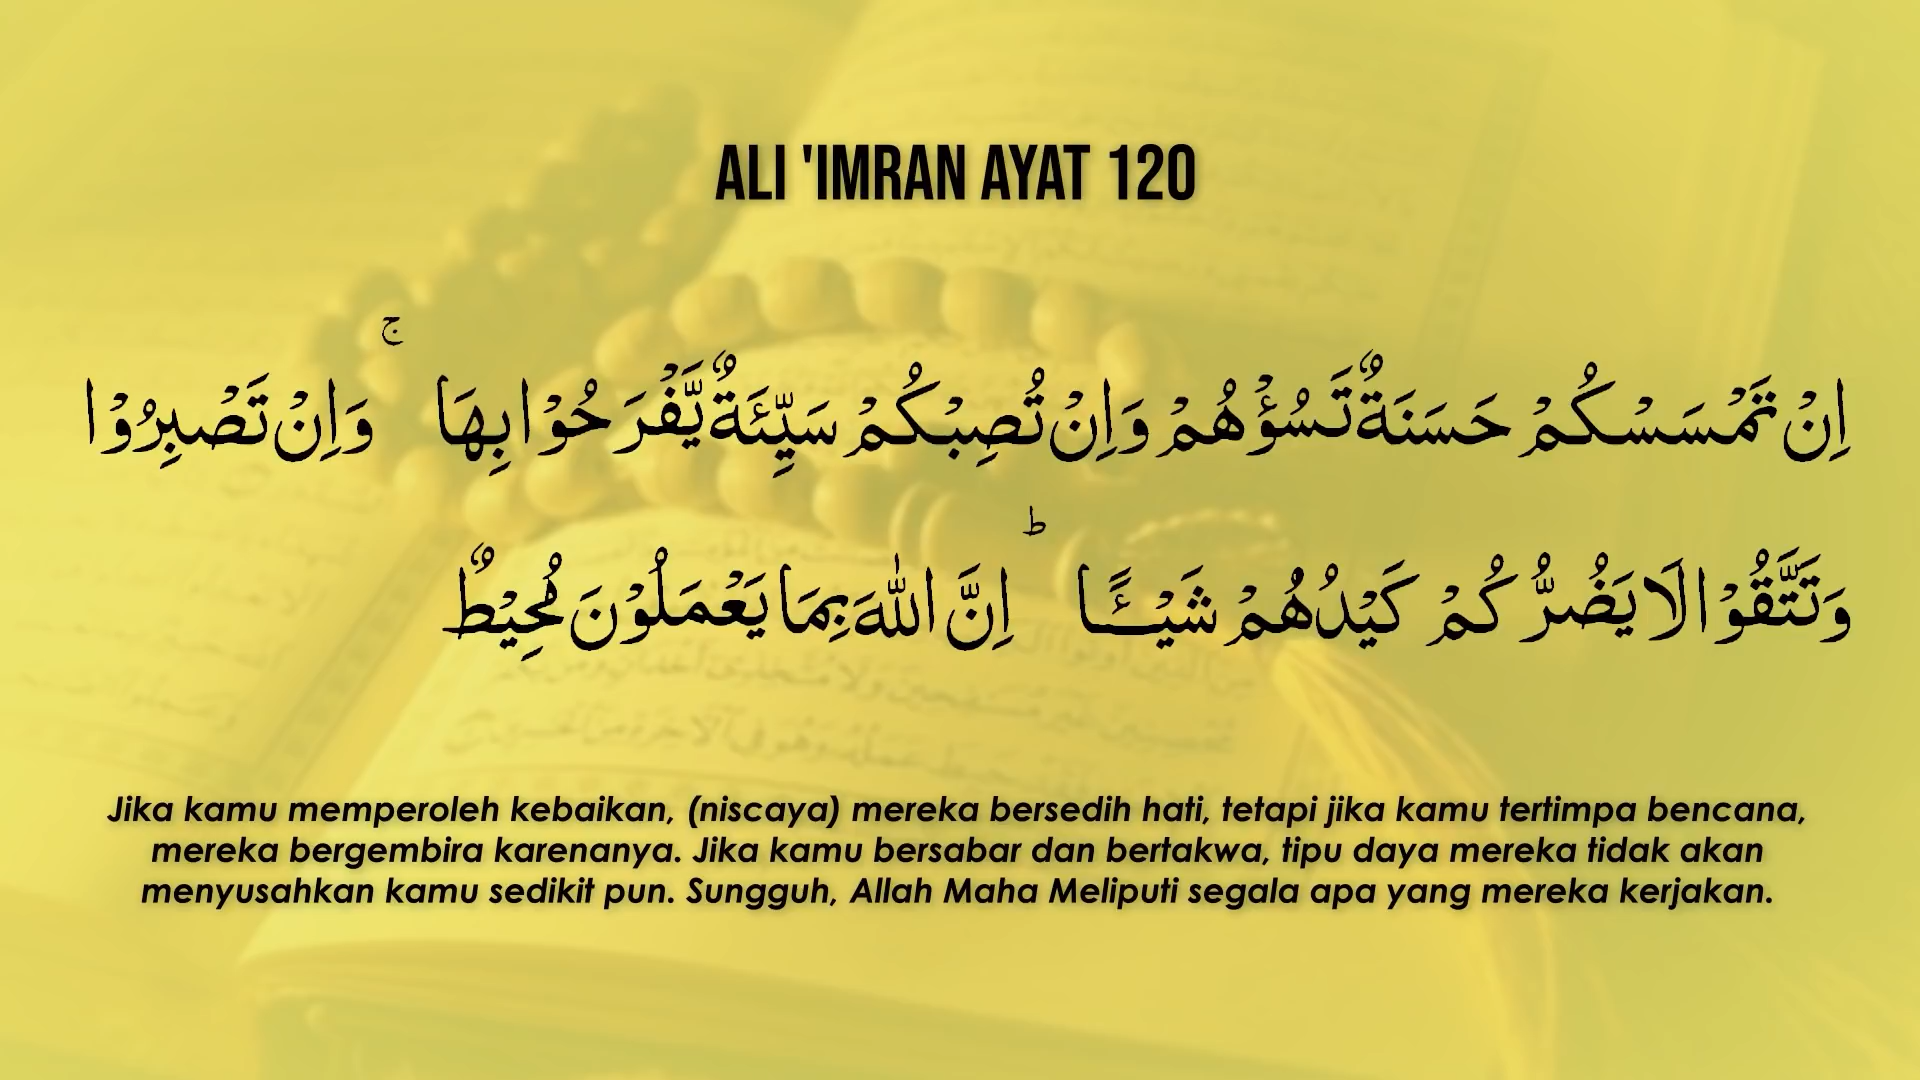 ALI 'IMRAN AYAT 120
اِنْ تَمْسَسْكُمْ حَسَنَةٌ تَسُؤْهُمْ وَاِنْ تُصِبْكُمْ سَيِّئَةٌ يَّفْرَحُوْا بِهَا ۚ وَاِنْ تَصْبِرُوْا
وَتَتَّقُوْا لَا يَضُرُّكُمْ كَيْدُهُمْ شَيْـًٔا ۗ اِنَّ اللّٰهَ بِمَا يَعْمَلُوْنَ مُحِيْطٌ
Jika kamu memperoleh kebaikan, (niscaya) mereka bersedih hati, tetapi jika kamu tertimpa bencana,
mereka bergembira karenanya. Jika kamu bersabar dan bertakwa, tipu daya mereka tidak akan
menyusahkan kamu sedikit pun. Sungguh, Allah Maha Meliputi segala apa yang mereka kerjakan.